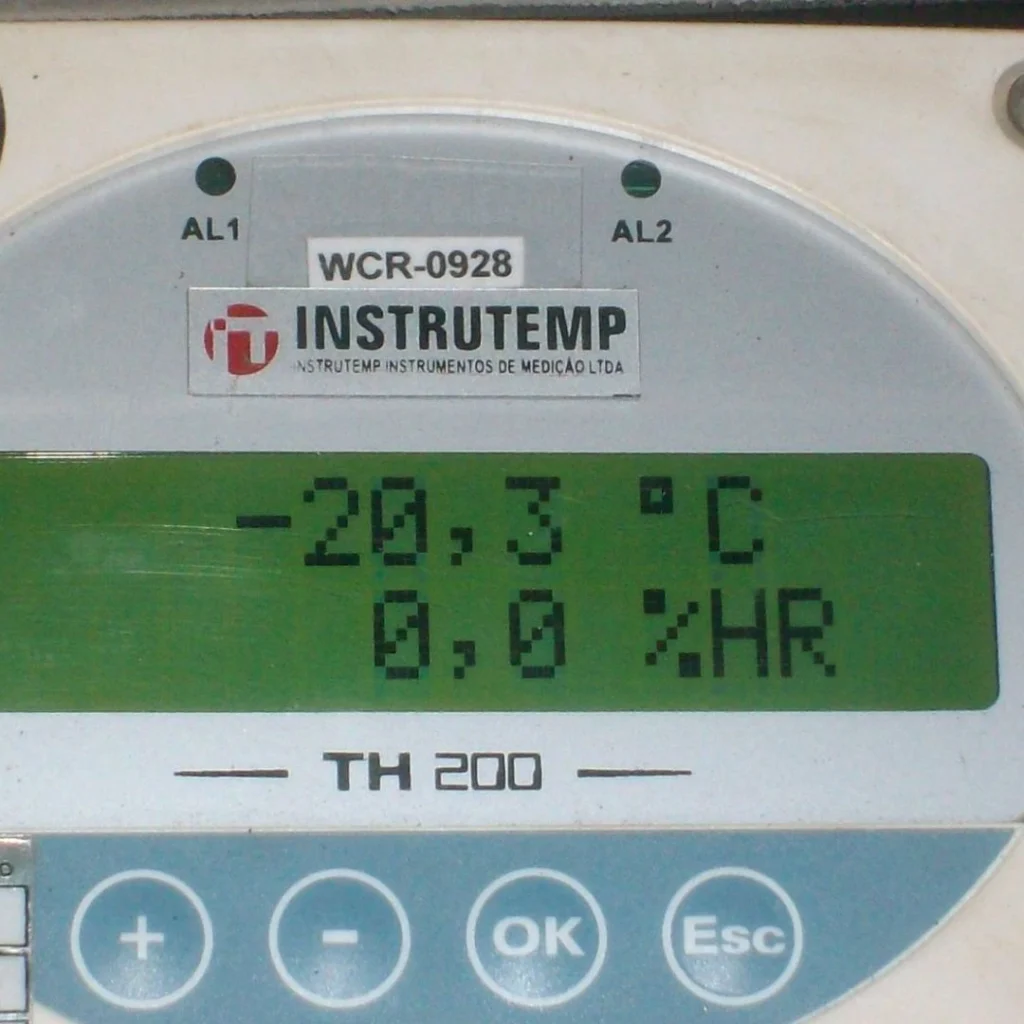 AL1
AL2
WCR-0928
INSTRUTEMP
INSTRUTEMP INSTRUMENTOS DE MEDIÇÃO LTDA
-20,3 °C
0,0 %HR
TH 200
+ - OK Esc